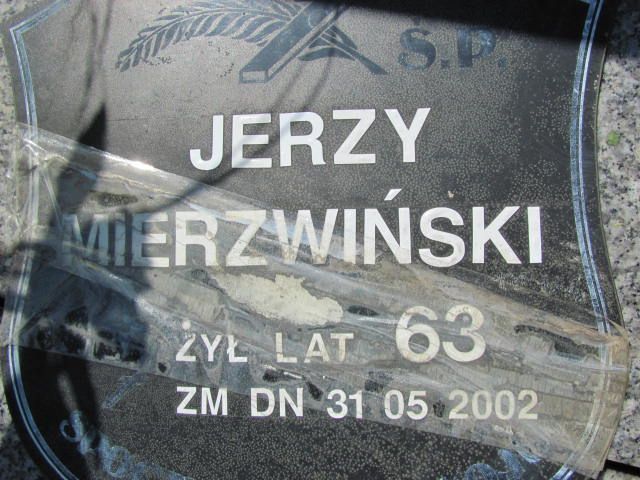 Ś.P.
JERZY
MIERZWIŃSKI
ŻYŁ LAT 63
ZM DN 31 05 2002